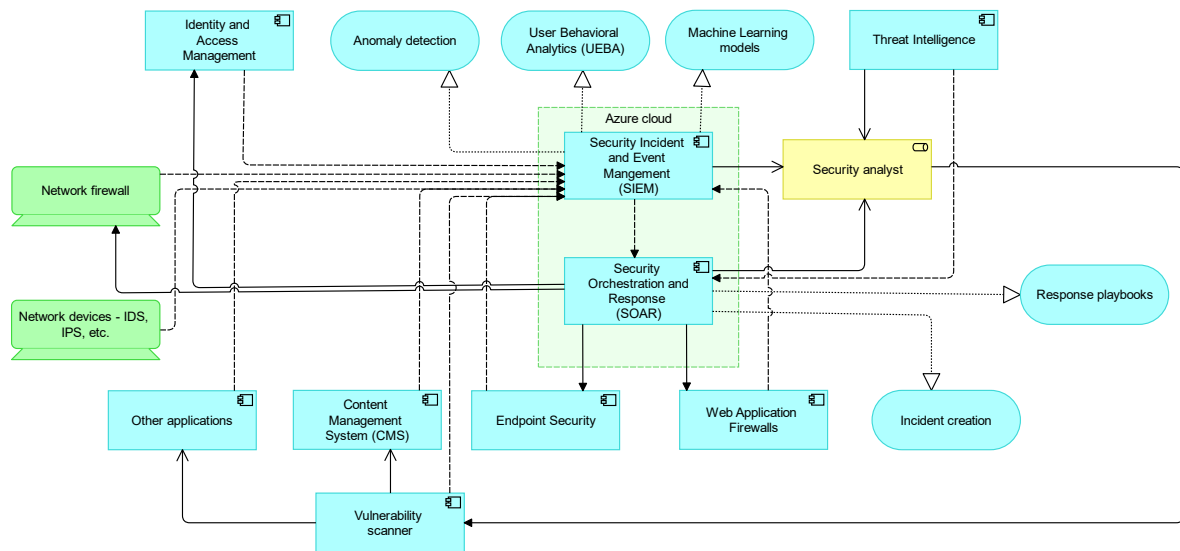 Identity and
Access
Management
Anomaly detection
User Behavioral
Analytics (UEBA)
Machine Learning
models
Threat Intelligence
Azure cloud
Security Incident
and Event
Mengagement
(SIEM)
Security analyst
Network firewall
Security
Orchestration and
Response
(SOAR)
Response playbooks
Network devices - IDS,
IPS, etc.
Other applications
Content
Management
System (CMS)
Endpoint Security
Web Application
Firewalls
Incident creation
Vulnerability
scanner